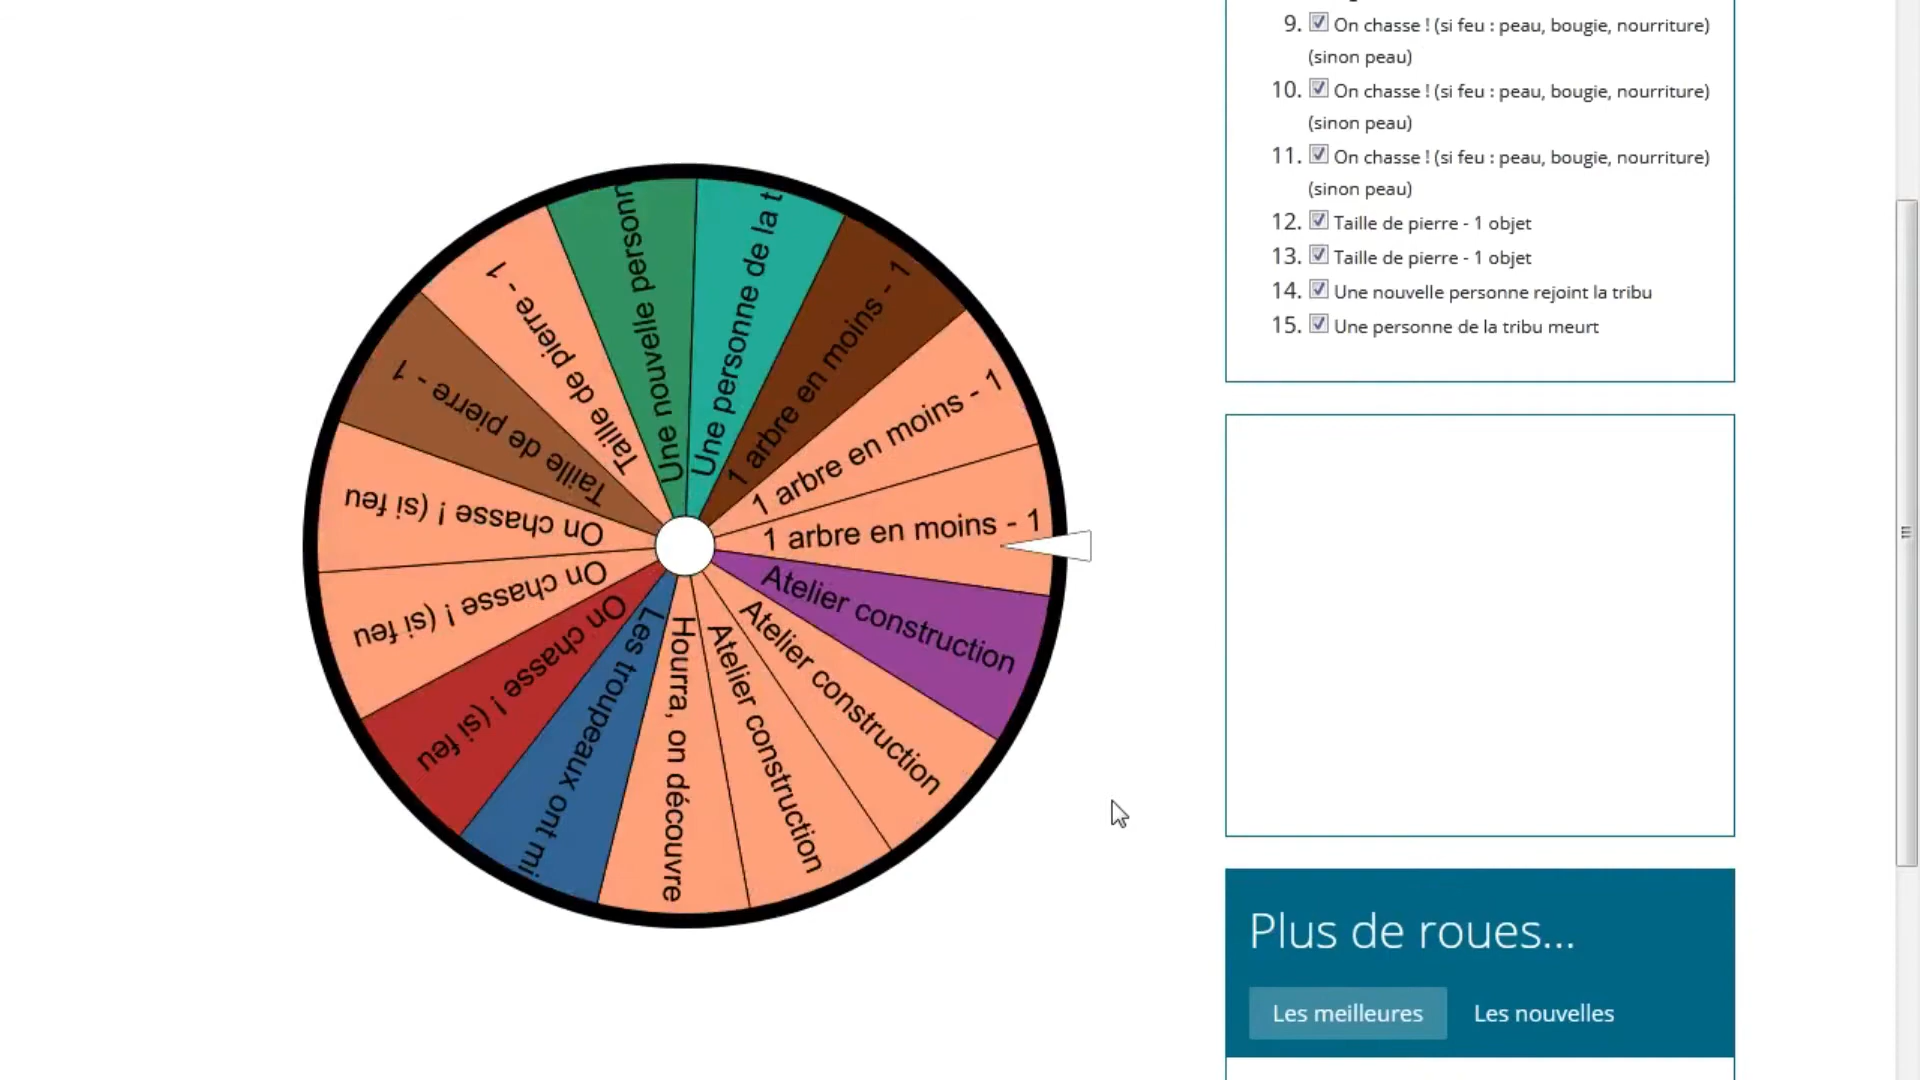 Une personne de la t
1 arbre en moins - 1
1 arbre en moins - 1
1 arbre en moins - 1
Atelier construction
Atelier construction
Atelier construction
Hourra, on découvre
Les troupeaux ont mi
On chasse ! (si feu
On chasse ! (si feu
On chasse ! (si feu
Taille de pierre - 1
Taille de pierre - 1
Une nouvelle personn
9. On chasse ! (si feu : peau, bougie, nourriture)
(sinon peau)
10. On chasse ! (si feu : peau, bougie, nourriture)
(sinon peau)
11. On chasse ! (si feu : peau, bougie, nourriture)
(sinon peau)
12. Taille de pierre - 1 objet
13. Taille de pierre - 1 objet
14. Une nouvelle personne rejoint la tribu
15. Une personne de la tribu meurt
Plus de roues...
Les meilleures
Les nouvelles